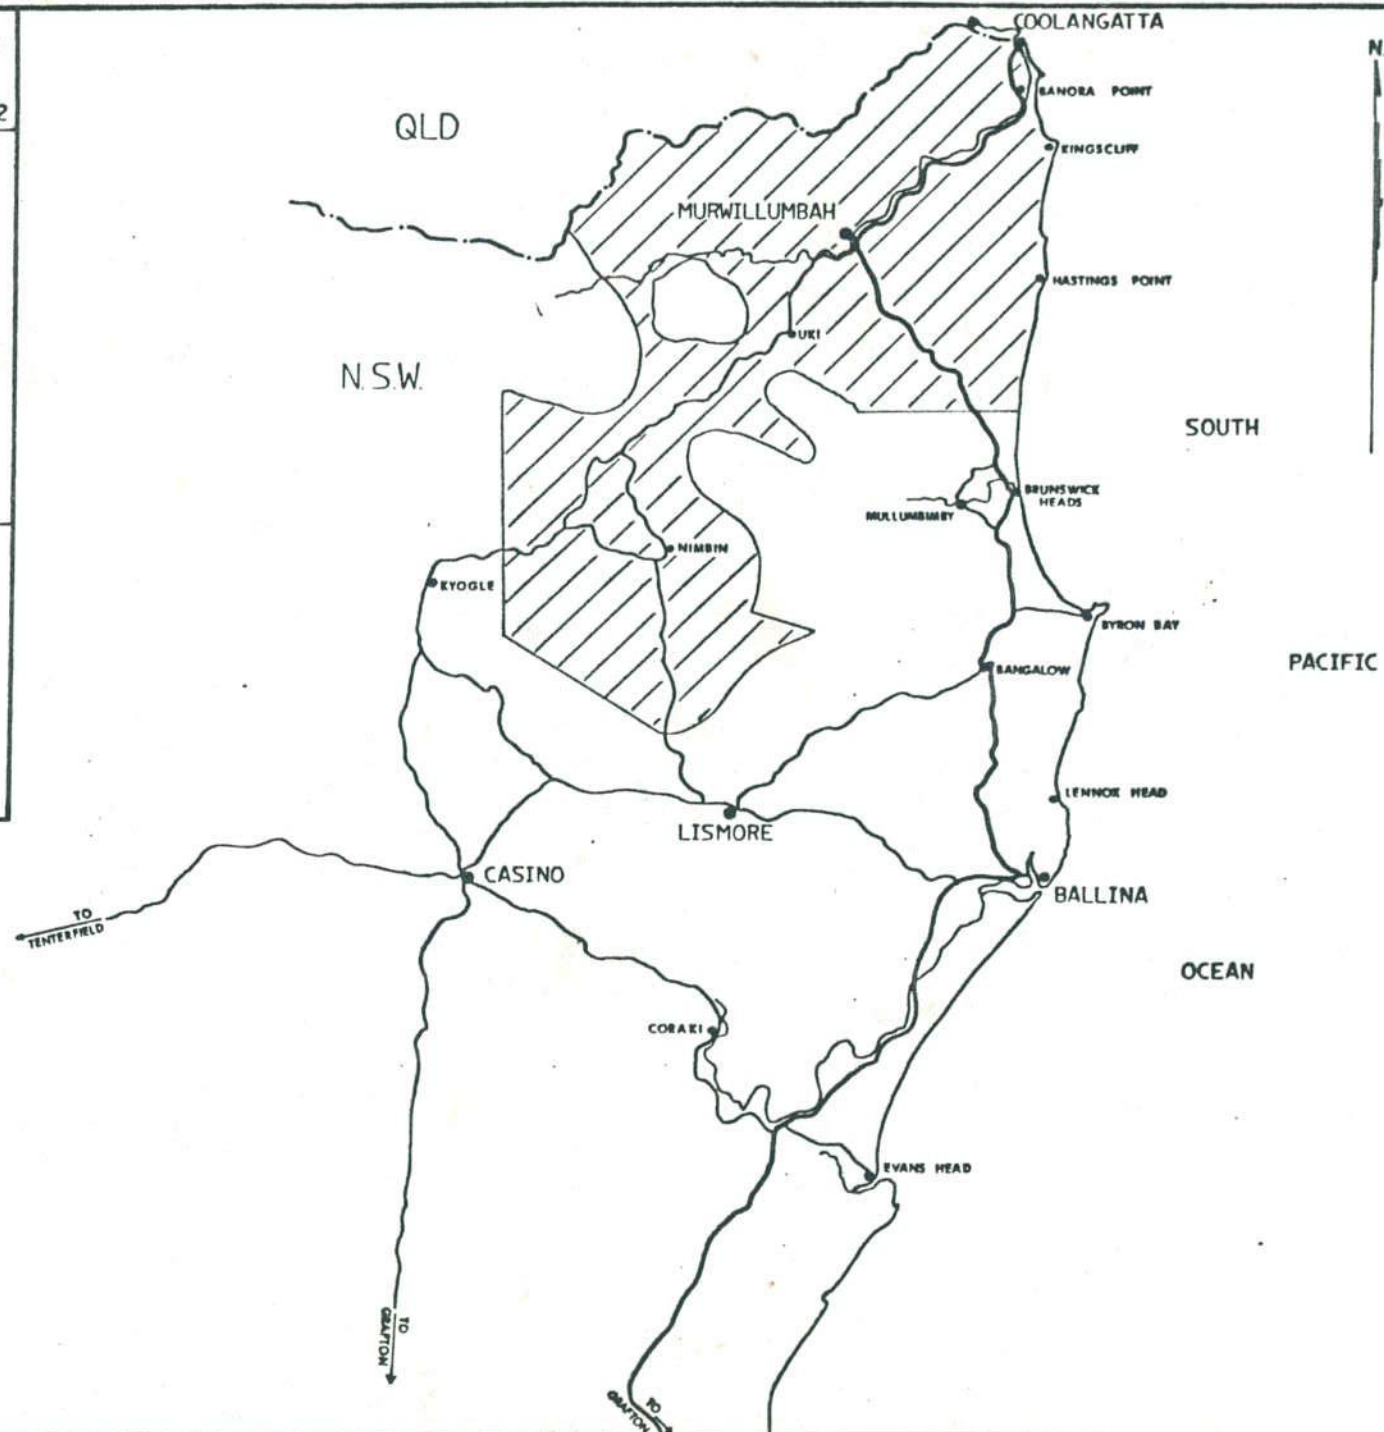 COOLANGATTA
N
2
QLD
BANORA POINT
KINGSCLIFF
MURWILLUMBAH
HASTINGS POINT
UKI
N.S.W.
SOUTH
BRUNSWICK
HEADS
MULLUMBIMBY
NIMBIN
KYOGLE
BYRON BAY
PACIFIC
BANGALOW
LENNOX HEAD
LISMORE
CASINO
BALLINA
TO
TENTERFIELD
OCEAN
CORAKI
EVANS HEAD
TO
GRAFTON
TO
GRAFTON